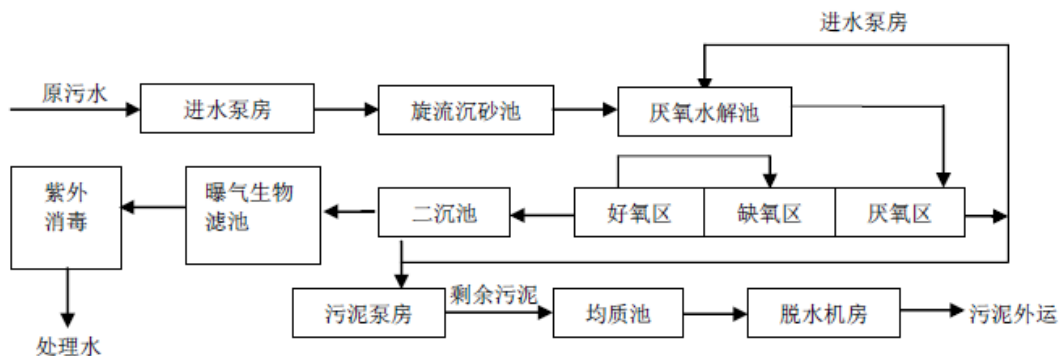 进水泵房
原污水
进水泵房
旋流沉砂池
厌氧水解池
紫外
消毒
曝气生物
滤池
二沉池
好氧区
缺氧区
厌氧区
污泥泵房
剩余污泥
均质池
脱水机房
污泥外运
处理水